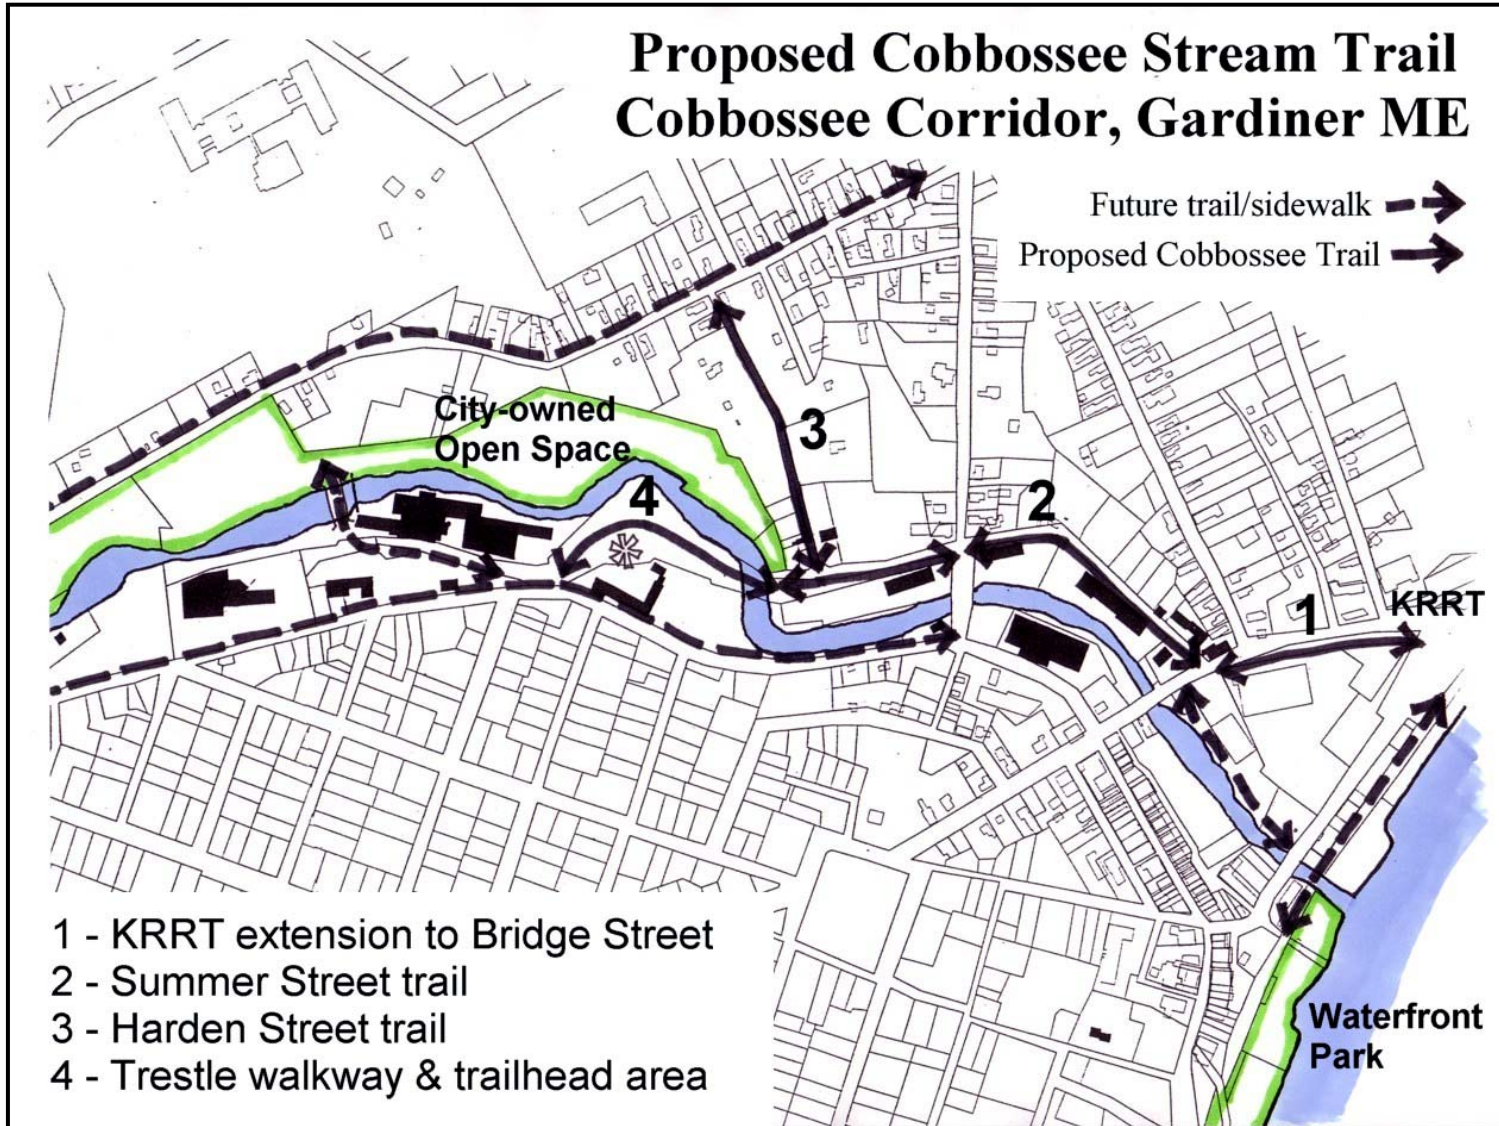 Proposed Cobbossee Stream Trail
Cobbossee Corridor, Gardiner ME
Future trail/sidewalk
Proposed Cobbossee Trail
City-owned
Open Space
3
4
2
1
KRRT
1 - KRRT extension to Bridge Street
2 - Summer Street trail
3 - Harden Street trail
4 - Trestle walkway & trailhead area
Waterfront
Park